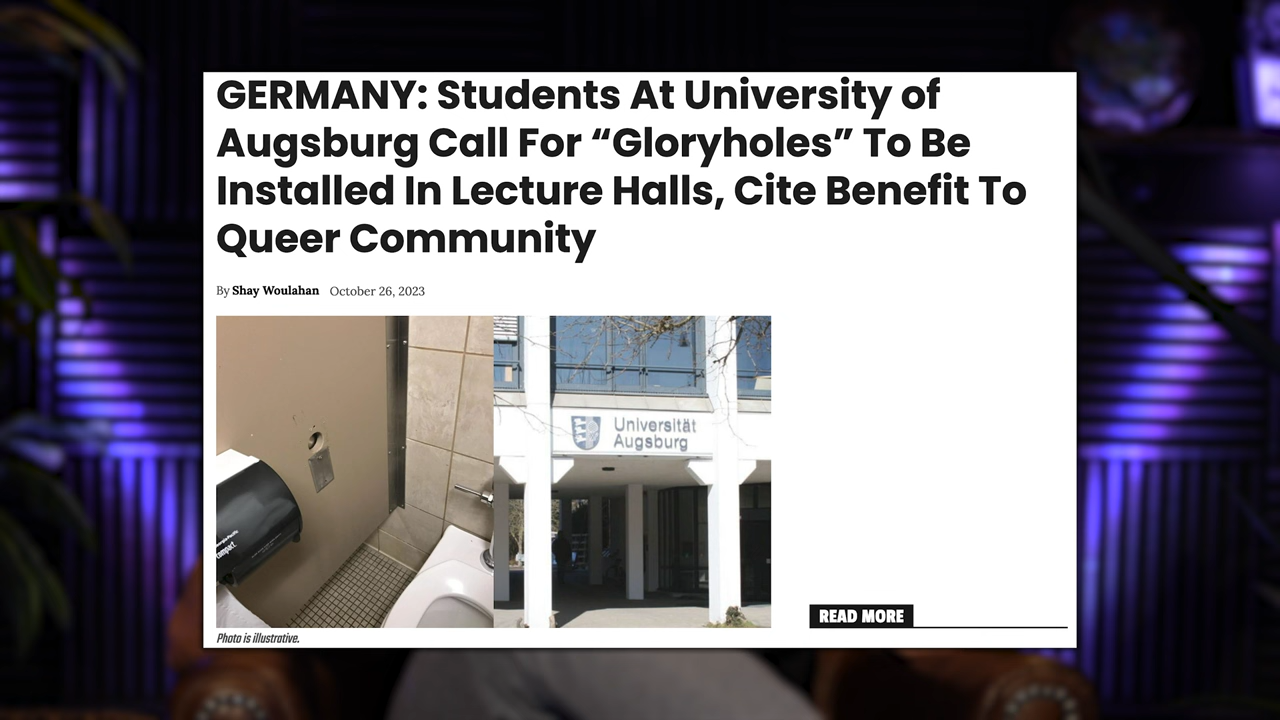 GERMANY: Students At University of
Augsburg Call For “Gloryholes” To Be
Installed In Lecture Halls, Cite Benefit To
Queer Community
By Shay Woulahan October 26, 2023
Universität
Augsburg
compact.
Photo is illustrative.
READ MORE